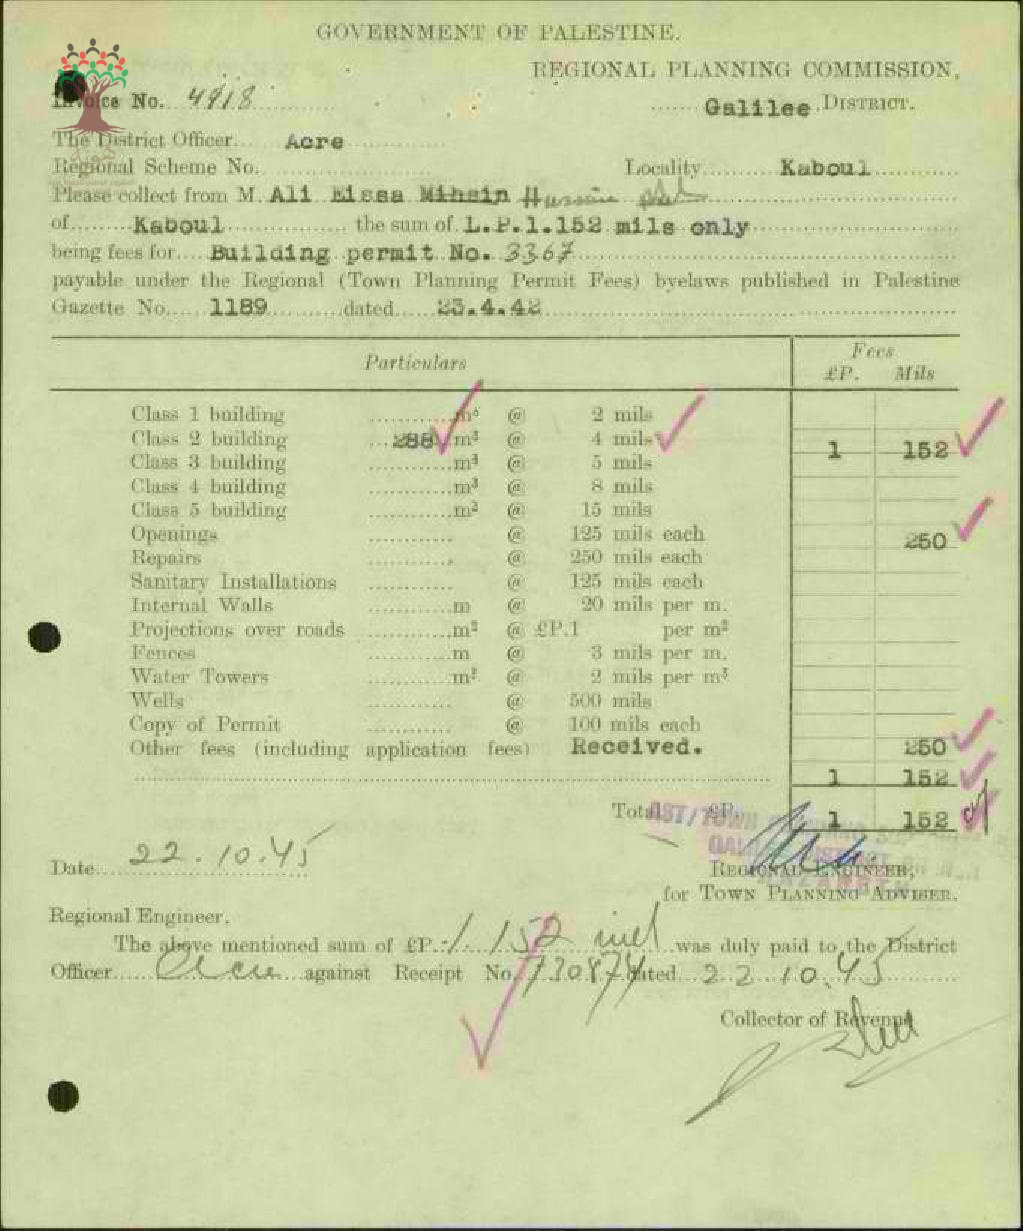 GOVERNMENT OF PALESTINE.
REGIONAL PLANNING COMMISSION,
Invoice No. 4918
Galilee DISTRICT.
The District Officer Acre
Regional Scheme No.
Locality Kaboul
Please collect from M. Ali Eissa Mihsin Hussein
of Kaboul the sum of L.P.1.152 mils only
being fees for Building permit No. 3367
payable under the Regional (Town Planning Permit Fees) byelaws published in Palestine
Gazette No. 1189 dated 23.4.42
Particulars Fees
£P. Mils
Class 1 building m³ @ 2 mils
Class 2 building 288 m³ @ 4 mils 1 152
Class 3 building m³ @ 5 mils
Class 4 building m³ @ 8 mils
Class 5 building m³ @ 15 mils
Openings @ 125 mils each 250
Repairs @ 250 mils each
Sanitary Installations @ 125 mils each
Internal Walls m @ 20 mils per m.
Projections over roads m² @ £P.1 per m²
Fences m @ 3 mils per m.
Water Towers m³ @ 2 mils per m³
Wells @ 500 mils
Copy of Permit @ 100 mils each
Other fees (including application fees) Received. 250
1 152
Total £P. 1 152
Date 22.10.45
REGIONAL ENGINEER,
for TOWN PLANNING ADVISER.
Regional Engineer.
The above mentioned sum of £P. 1 152 mil was duly paid to the District
Officer Acre against Receipt No. 730874 dated 22.10.45
Collector of Revenue